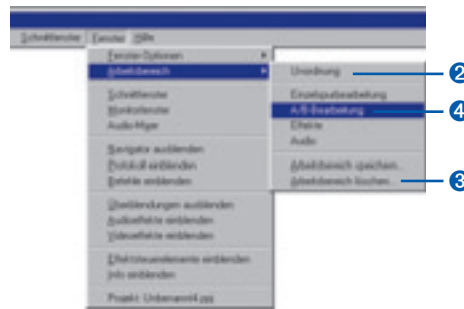 Schnittfenster Fenster Hilfe
Fenster-Optionen
Arbeitsbereich
Schnittfenster
Monitorfenster
Audio-Mixer
Navigator ausblenden
Protokoll einblenden
Befehle einblenden
Überblendungen ausblenden
Audioeffekte einblenden
Videoeffekte einblenden
Effektsteuerelemente einblenden
Info einblenden
Projekt: Unbenannt4.ppj
Unordnung 2
Einzelspurbearbeitung
A/B-Bearbeitung 4
Effekte
Audio
Arbeitsbereich speichern...
Arbeitsbereich löschen... 3